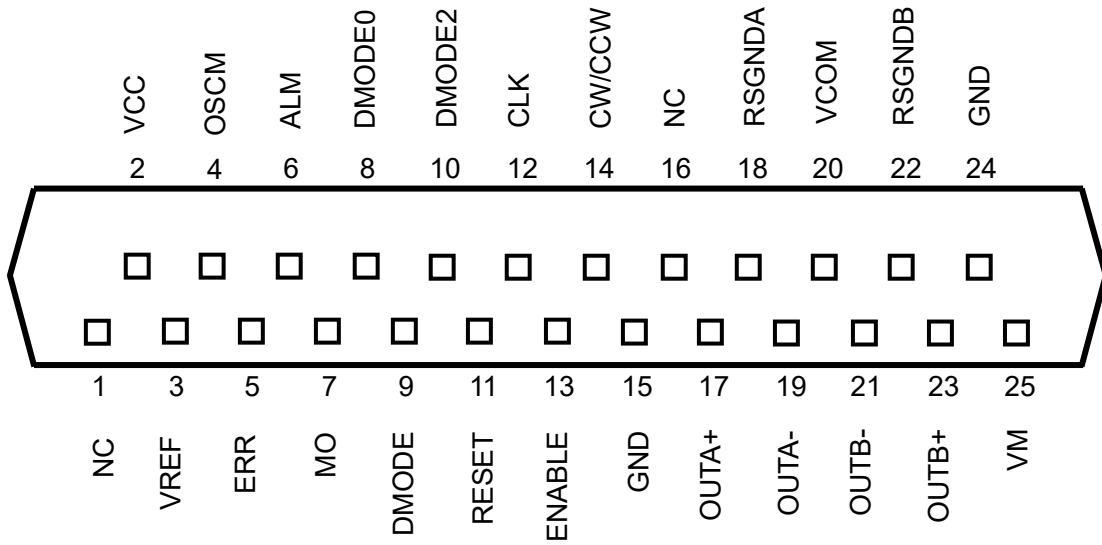 VCC OSCM ALM DMODE0 DMODE2 CLK CW/CCW NC RSGNDA VCOM RSGNDB GND
2 4 6 8 10 12 14 16 18 20 22 24
1 3 5 7 9 11 13 15 17 19 21 23 25
NC VREF ERR MO DMODE RESET ENABLE GND OUTA+ OUTA- OUTB- OUTB+ VM